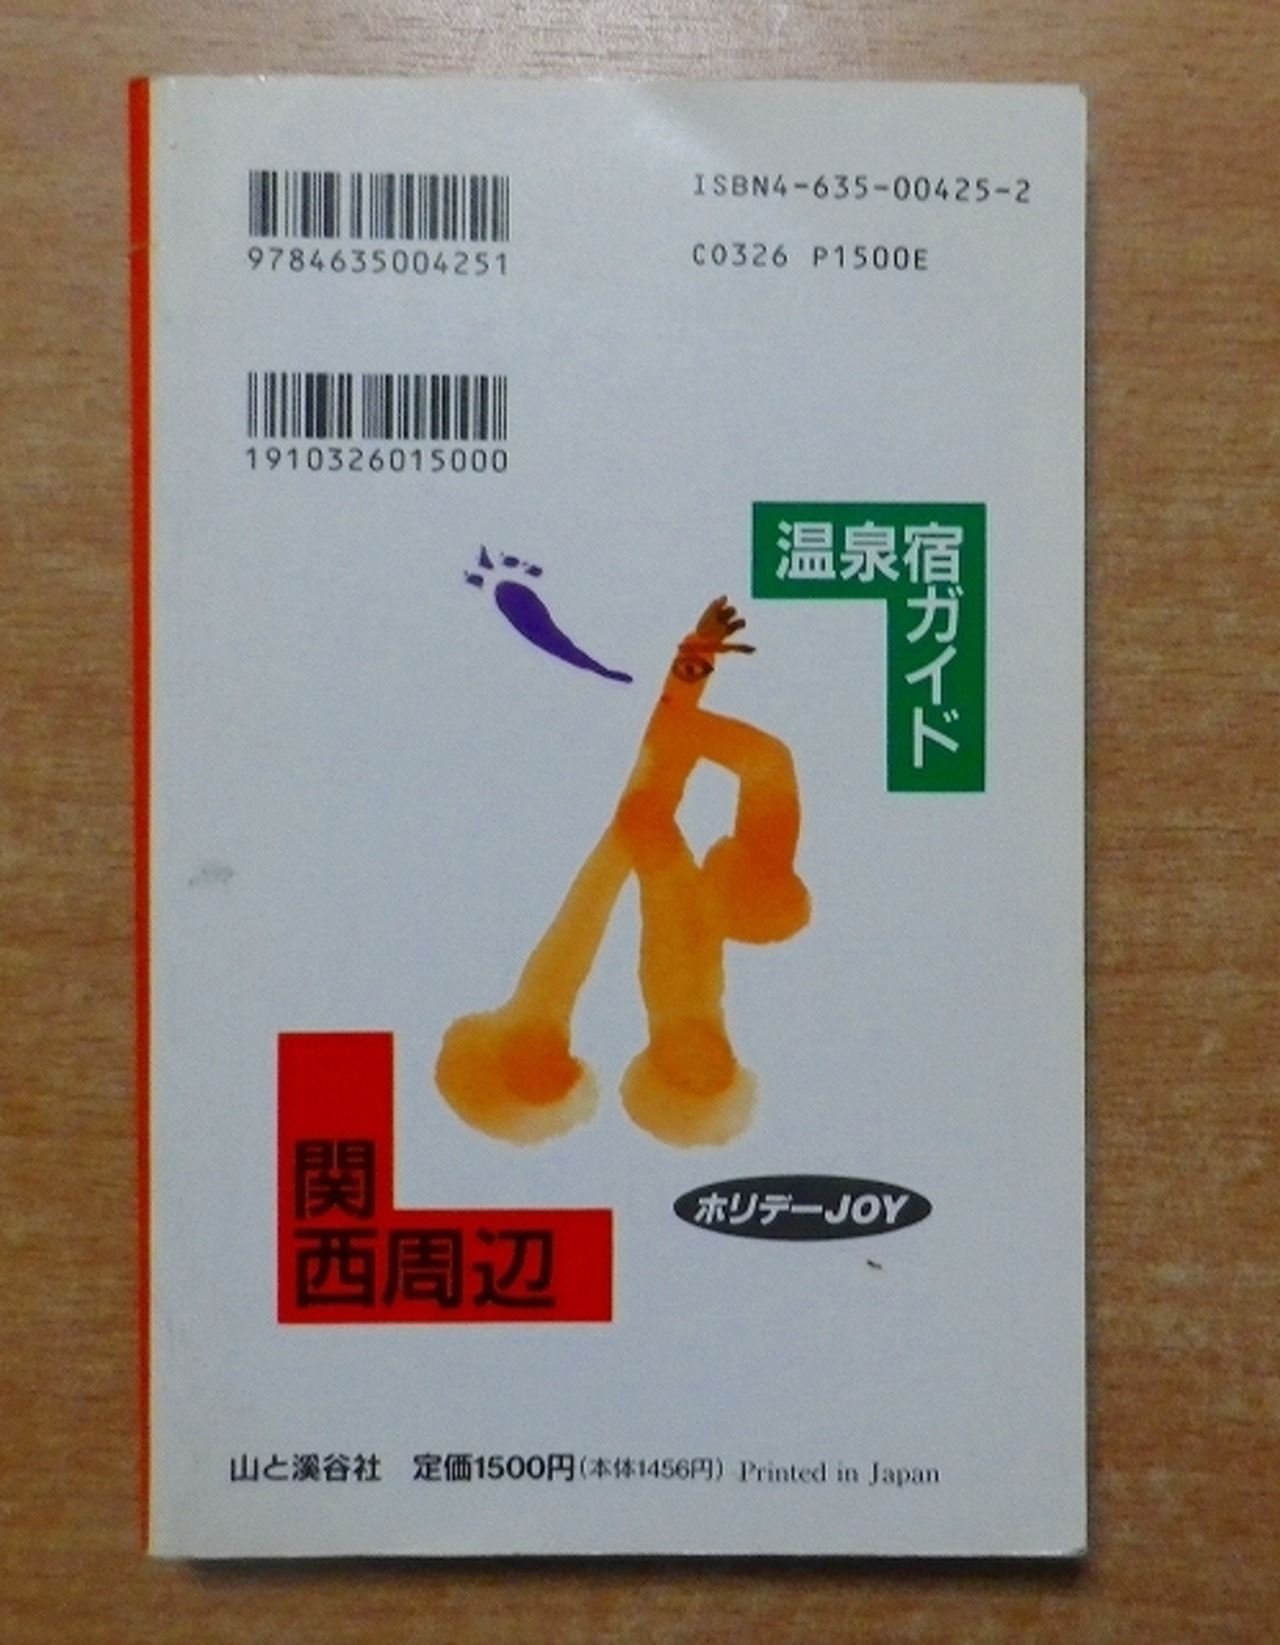 ISBN4-635-00425-2
C0326 P1500E
9784635004251
1910326015000
温泉宿ガイド
関西周辺
ホリデーJOY
山と溪谷社 定価1500円(本体1456円) Printed in Japan